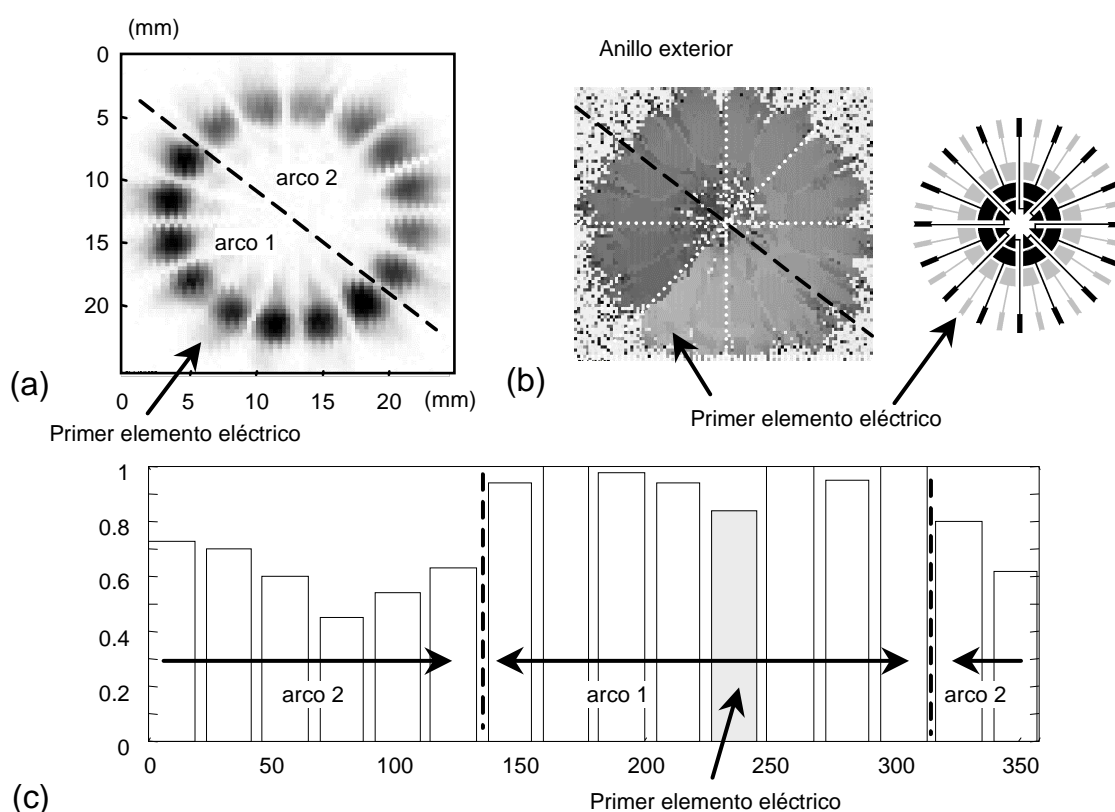 (mm)
0
5
10
15
20
arco 2
arco 1
0 5 10 15 20 (mm)
(a)
Primer elemento eléctrico
Anillo exterior
(b)
Primer elemento eléctrico
1
0.8
0.6
0.4
0.2
0
arco 2 arco 1 arco 2
0 50 100 150 200 250 300 350
(c)
Primer elemento eléctrico